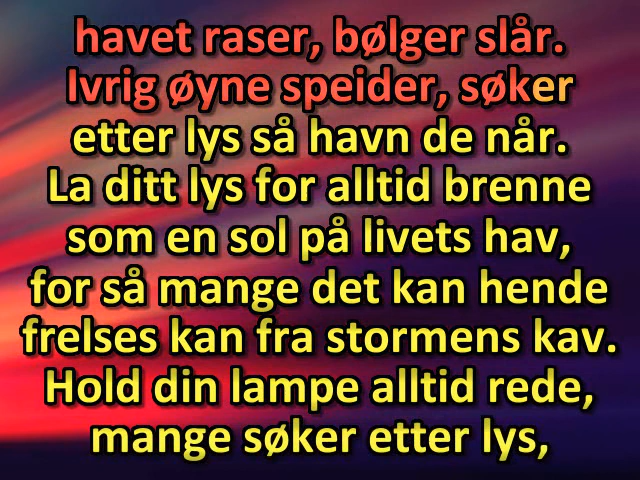 havet raser, bølger slår.
Ivrig øyne speider, søker
etter lys så havn de når.
La ditt lys for alltid brenne
som en sol på livets hav,
for så mange det kan hende
frelses kan fra stormens kav.
Hold din lampe alltid rede,
mange søker etter lys,